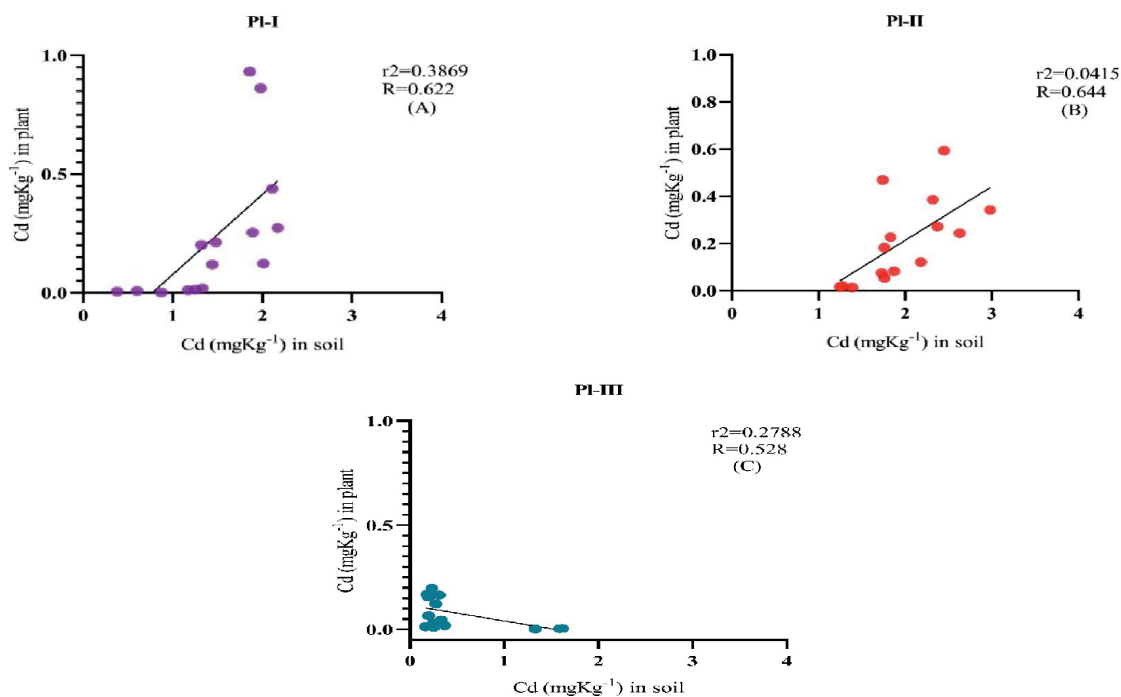 Pl-I
1.0
r2=0.3869
R=0.622
(A)
Cd (mgKg-1) in plant
0.5
0.0
0 1 2 3 4
Cd (mgKg-1) in soil
Pl-II
1.0
r2=0.0415
R=0.644
(B)
0.8
Cd (mgKg-1) in plant
0.6
0.4
0.2
0.0
0 1 2 3 4
Cd (mgKg-1) in soil
Pl-III
1.0
r2=0.2788
R=0.528
(C)
Cd (mgKg-1) in plant
0.5
0.0
0 1 2 3 4
Cd (mgKg-1) in soil